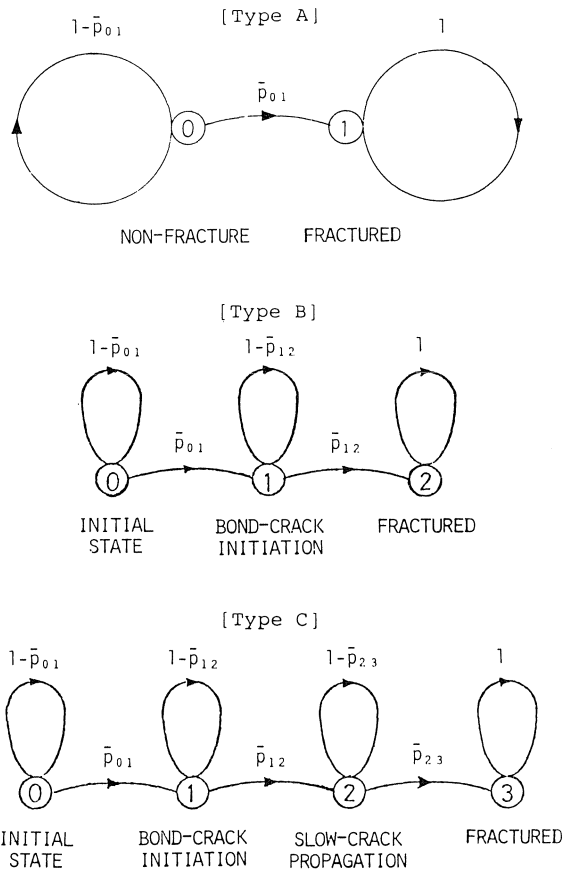 [Type A]
1-p̄₀₁ 1
p̄₀₁
0 1
NON-FRACTURE FRACTURED
[Type B]
1-p̄₀₁ 1-p̄₁₂ 1
p̄₀₁ p̄₁₂
0 1 2
INITIAL STATE
BOND-CRACK INITIATION
FRACTURED
[Type C]
1-p̄₀₁ 1-p̄₁₂ 1-p̄₂₃ 1
p̄₀₁ p̄₁₂ p̄₂₃
0 1 2 3
INITIAL STATE
BOND-CRACK INITIATION
SLOW-CRACK PROPAGATION
FRACTURED